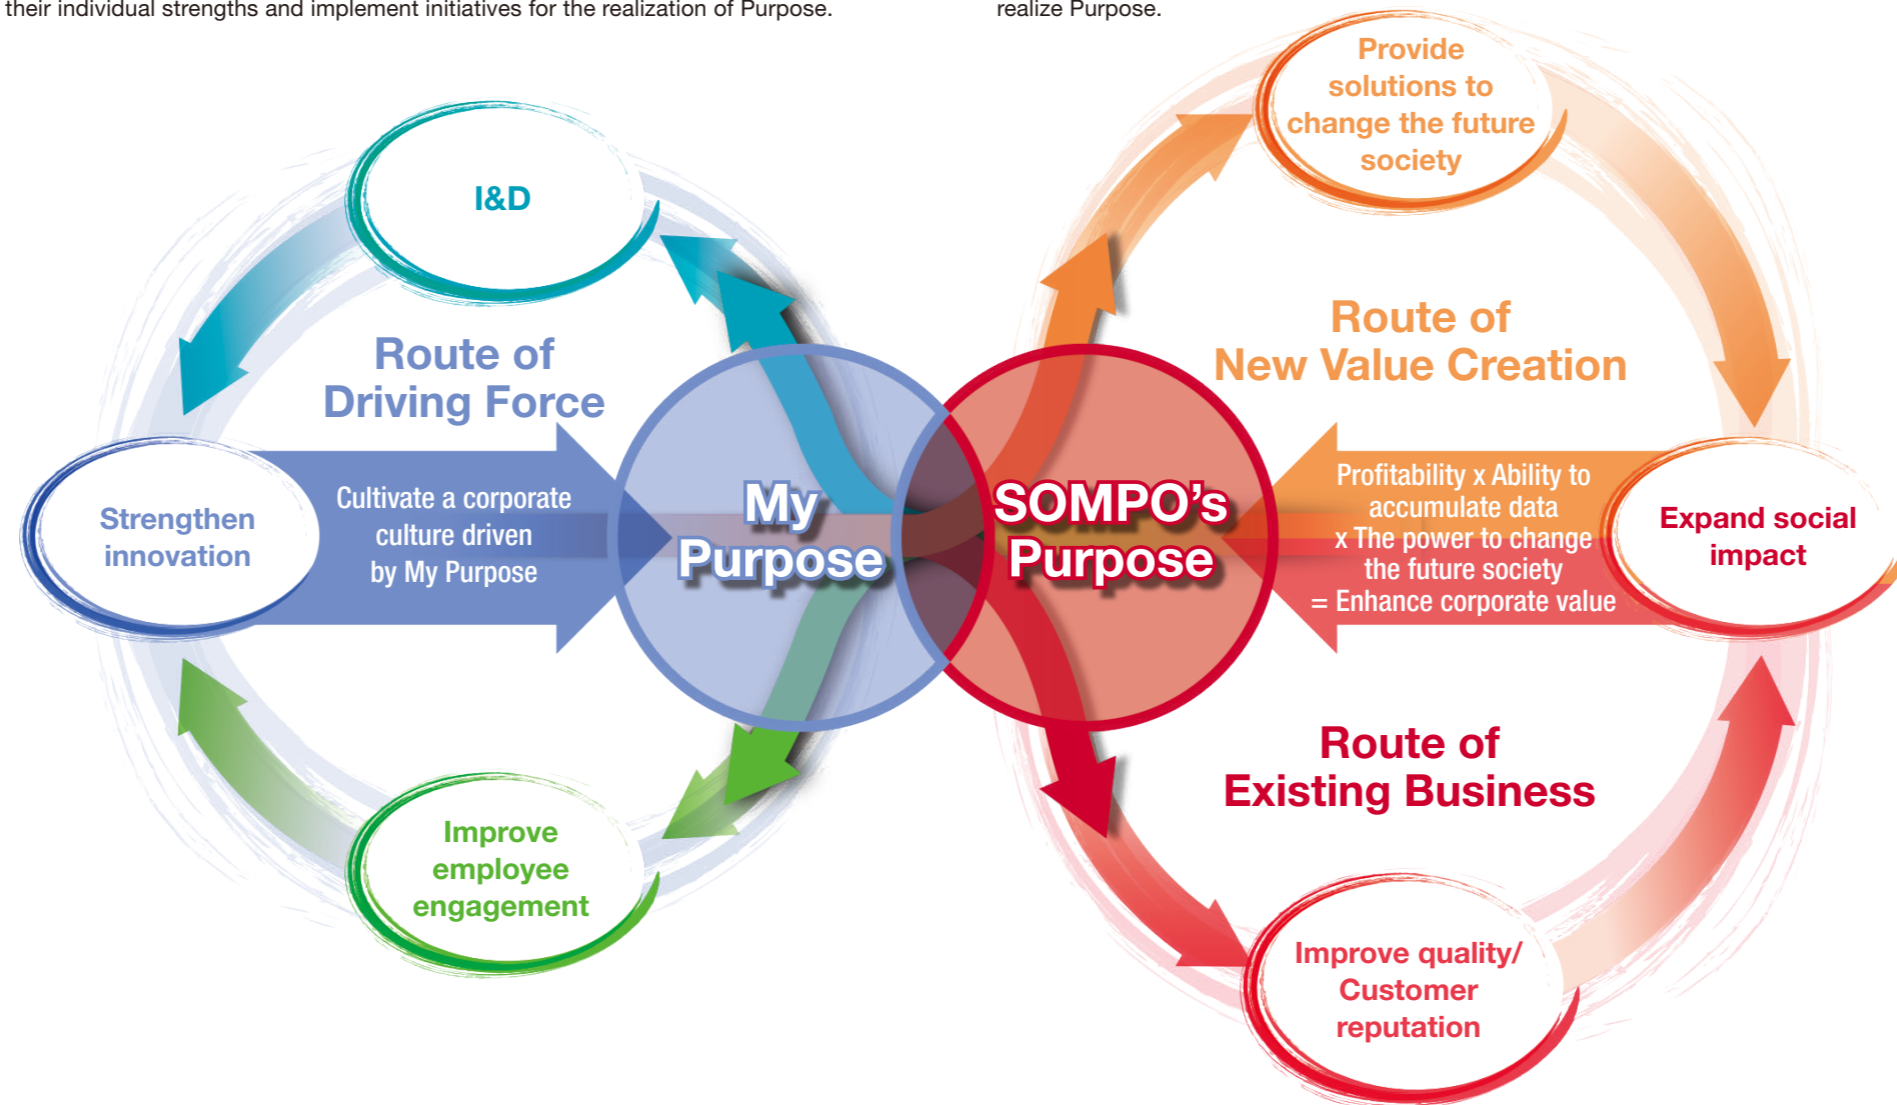 their individual strengths and implement initiatives for the realization of Purpose.
realize Purpose.
I&D
Route of
Driving Force
Strengthen
innovation
Cultivate a corporate
culture driven
by My Purpose
Improve
employee
engagement
My
Purpose
SOMPO's
Purpose
Provide
solutions to
change the future
society
Route of
New Value Creation
Profitability x Ability to
accumulate data
x The power to change
the future society
= Enhance corporate value
Expand social
impact
Route of
Existing Business
Improve quality/
Customer
reputation